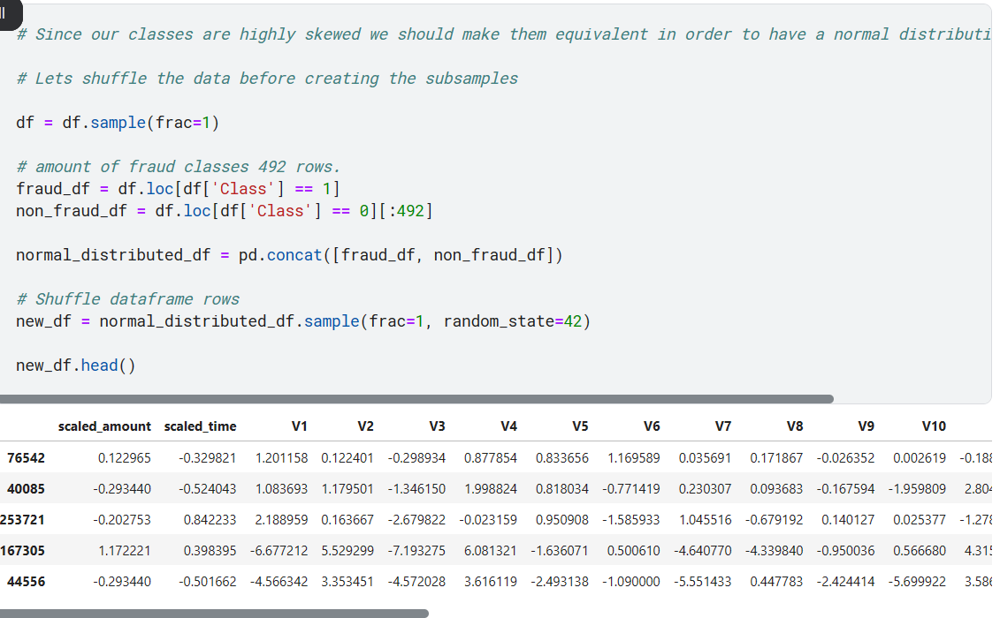 # Since our classes are highly skewed we should make them equivalent in order to have a normal
# Lets shuffle the data before creating the subsamples
df = df.sample(frac=1)
# amount of fraud classes 492 rows.
fraud_df = df.loc[df['Class'] == 1]
non_fraud_df = df.loc[df['Class'] == 0][:492]
normal_distributed_df = pd.concat([fraud_df, non_fraud_df])
# Shuffle dataframe rows
new_df = normal_distributed_df.sample(frac=1, random_state=42)
new_df.head()
scaled_amount scaled_time V1 V2 V3 V4 V5 V6 V7 V8 V9 V10
76542 0.122965 -0.329821 1.201158 0.122401 -0.298934 0.877854 0.833656 1.169589 0.035691 0.171867 -0.026352 0.002619
40085 -0.293440 -0.524043 1.083693 1.179501 -1.346150 1.998824 0.818034 -0.771419 0.230307 0.093683 -0.167594 -1.959809
253721 -0.202753 0.842233 2.188959 0.163667 -2.679822 -0.023159 0.950908 -1.585933 1.045516 -0.679192 0.140127 0.025377
167305 1.172221 0.398395 -6.677212 5.529299 -7.193275 6.081321 -1.636071 0.500610 -4.640770 -4.339840 -0.950036 0.566680
44556 -0.293440 -0.501662 -4.566342 3.353451 -4.572028 3.616119 -2.493138 -1.090000 -5.551433 0.447783 -2.424414 -5.699922